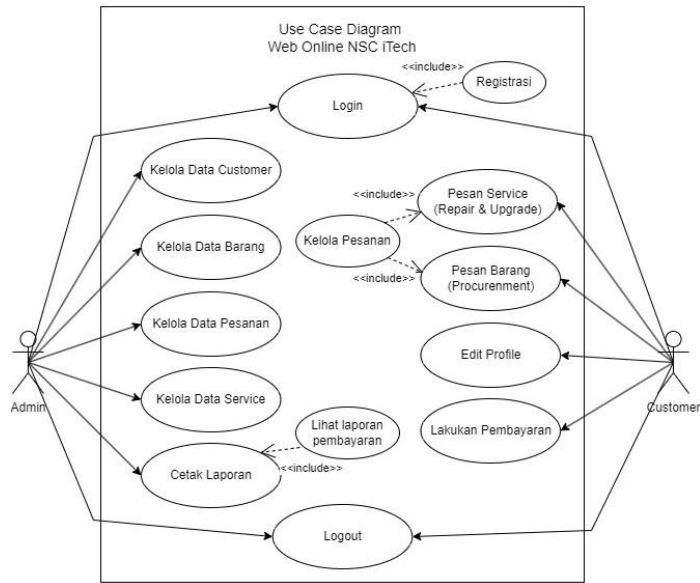 Use Case Diagram
Web Online NSC iTech
<<include>>
Registrasi
Login
Kelola Data Customer
<<include>>
Pesan Service
(Repair & Upgrade)
Kelola Pesanan
Kelola Data Barang
<<include>>
Pesan Barang
(Procurenment)
Kelola Data Pesanan
Edit Profile
Admin
Customer
Kelola Data Service
Lihat laporan
pembayaran
Lakukan Pembayaran
<<include>>
Cetak Laporan
Logout